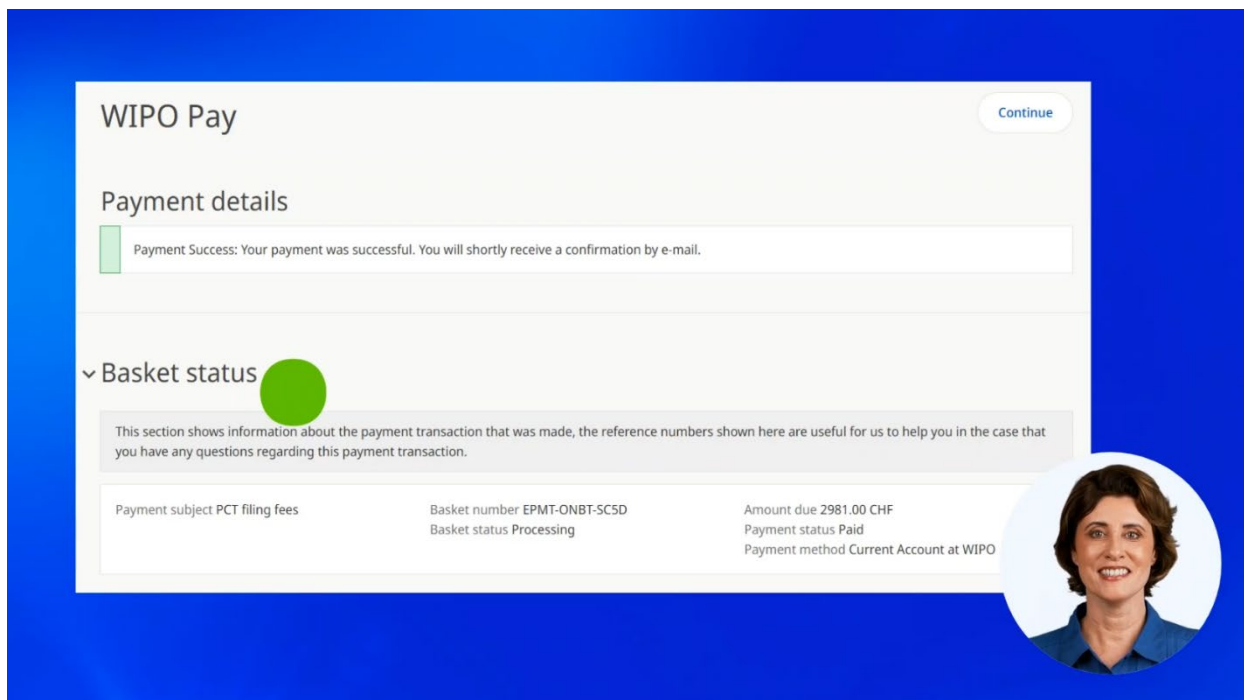 WIPO Pay
Continue
Payment details
Payment Success: Your payment was successful. You will shortly receive a confirmation by e-mail.
Basket status
This section shows information about the payment transaction that was made, the reference numbers shown here are useful for us to help you in the case that
you have any questions regarding this payment transaction.
Payment subject PCT filing fees
Basket number EPMT-ONBT-SC5D
Basket status Processing
Amount due 2981.00 CHF
Payment status Paid
Payment method Current Account at WIPO